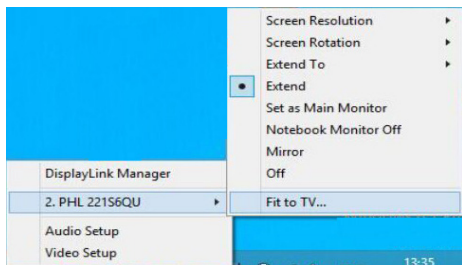 Screen Resolution
Screen Rotation
Extend To
Extend
Set as Main Monitor
Notebook Monitor Off
Mirror
Off
Fit to TV...
DisplayLink Manager
2. PHL 221S6QU
Audio Setup
Video Setup
13:35